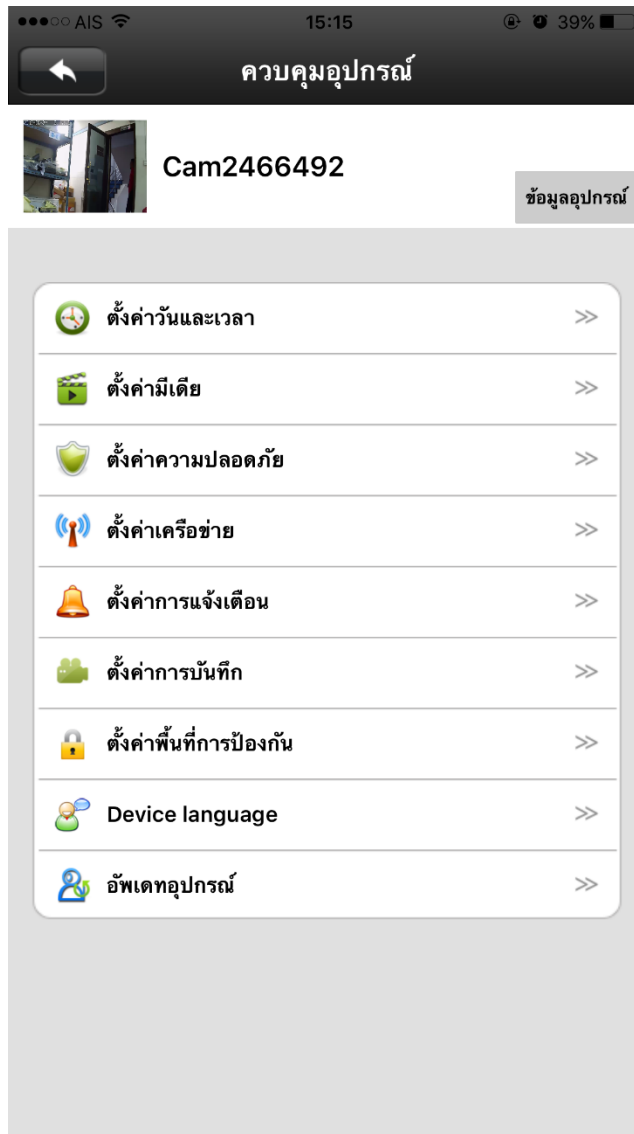 AIS 15:15 39%
ควบคุมอุปกรณ์
Cam2466492
ข้อมูลอุปกรณ์
ตั้งค่าวันและเวลา
ตั้งค่ามีเดีย
ตั้งค่าความปลอดภัย
ตั้งค่าเครือข่าย
ตั้งค่าการแจ้งเตือน
ตั้งค่าการบันทึก
ตั้งค่าพื้นที่การป้องกัน
Device language
อัพเดทอุปกรณ์